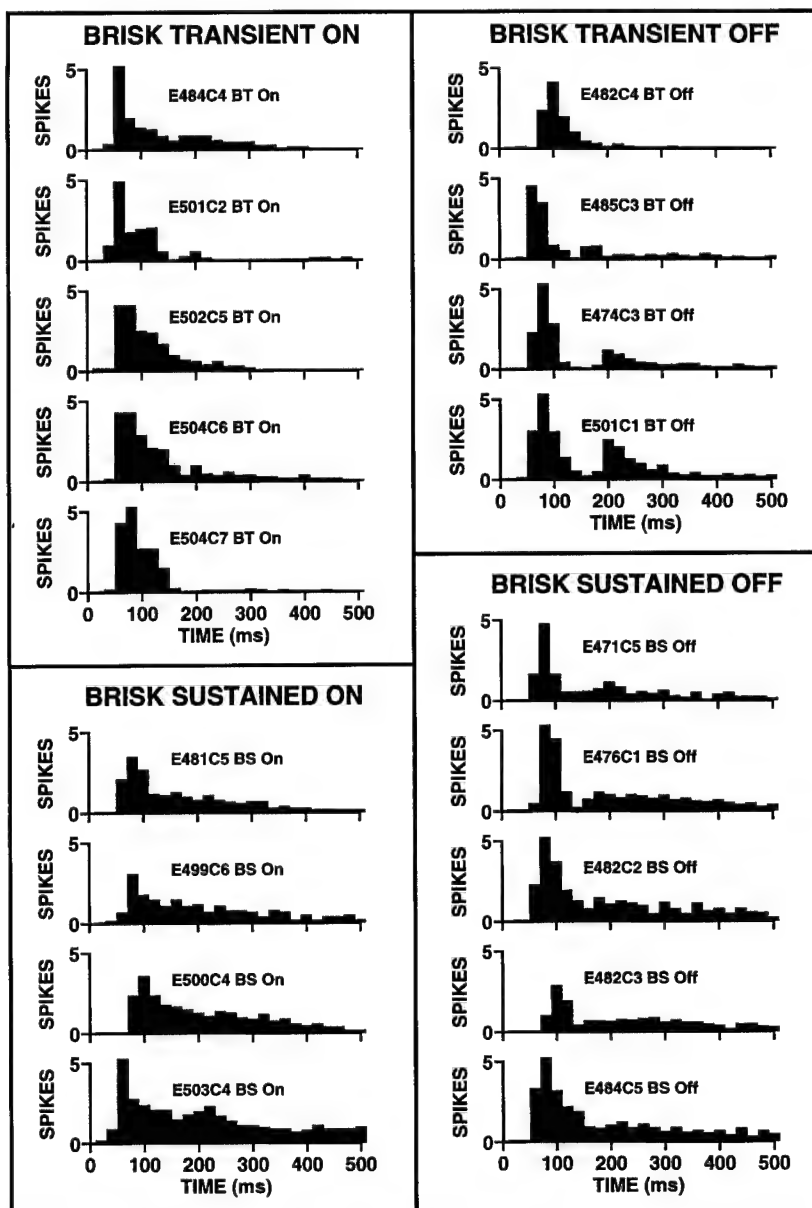 BRISK TRANSIENT ON
SPIKES
5
0
E484C4 BT On
SPIKES
5
0
E501C2 BT On
SPIKES
5
0
E502C5 BT On
SPIKES
5
0
E504C6 BT On
SPIKES
5
0
E504C7 BT On
0 100 200 300 400 500
TIME (ms)
BRISK SUSTAINED ON
SPIKES
5
0
E481C5 BS On
SPIKES
5
0
E499C6 BS On
SPIKES
5
0
E500C4 BS On
SPIKES
5
0
E503C4 BS On
0 100 200 300 400 500
TIME (ms)
BRISK TRANSIENT OFF
SPIKES
5
0
E482C4 BT Off
SPIKES
5
0
E485C3 BT Off
SPIKES
5
0
E474C3 BT Off
SPIKES
5
0
E501C1 BT Off
0 100 200 300 400 500
TIME (ms)
BRISK SUSTAINED OFF
SPIKES
5
0
E471C5 BS Off
SPIKES
5
0
E476C1 BS Off
SPIKES
5
0
E482C2 BS Off
SPIKES
5
0
E482C3 BS Off
SPIKES
5
0
E484C5 BS Off
0 100 200 300 400 500
TIME (ms)